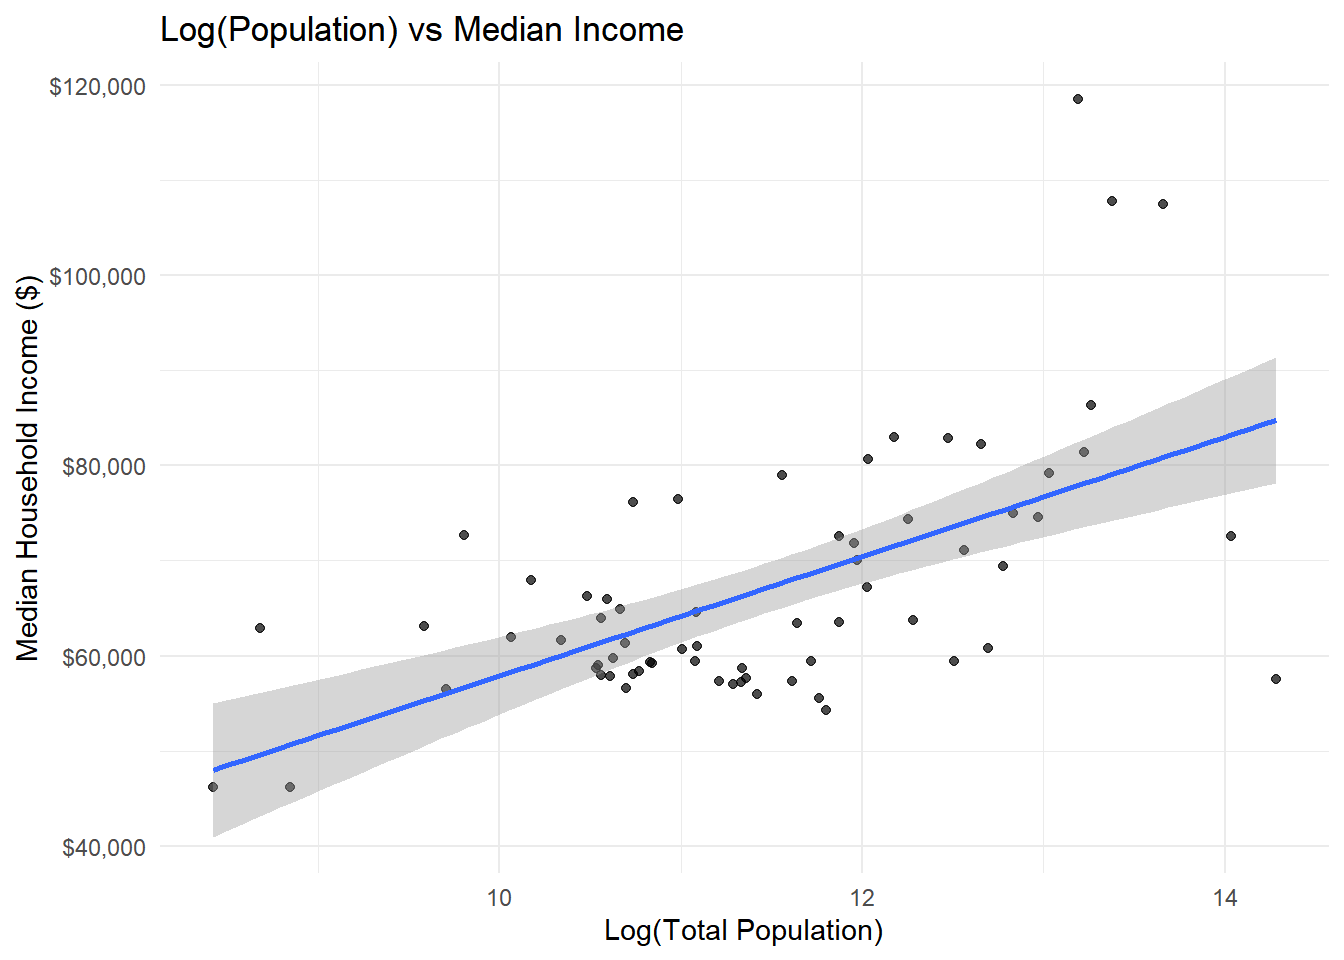 Log(Population) vs Median Income
Median Household Income ($)
$120,000
$100,000
$80,000
$60,000
$40,000
10
12
14
Log(Total Population)